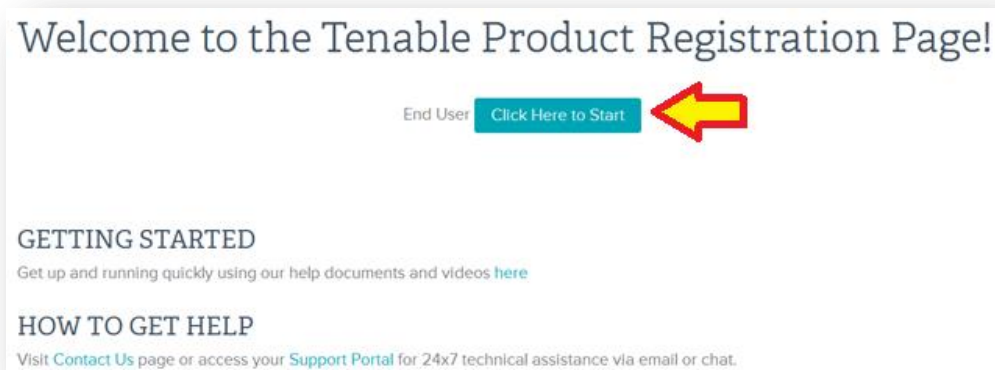 Welcome to the Tenable Product Registration Page!
End User Click Here to Start
GETTING STARTED
Get up and running quickly using our help documents and videos here
HOW TO GET HELP
Visit Contact Us page or access your Support Portal for 24x7 technical assistance via email or chat.